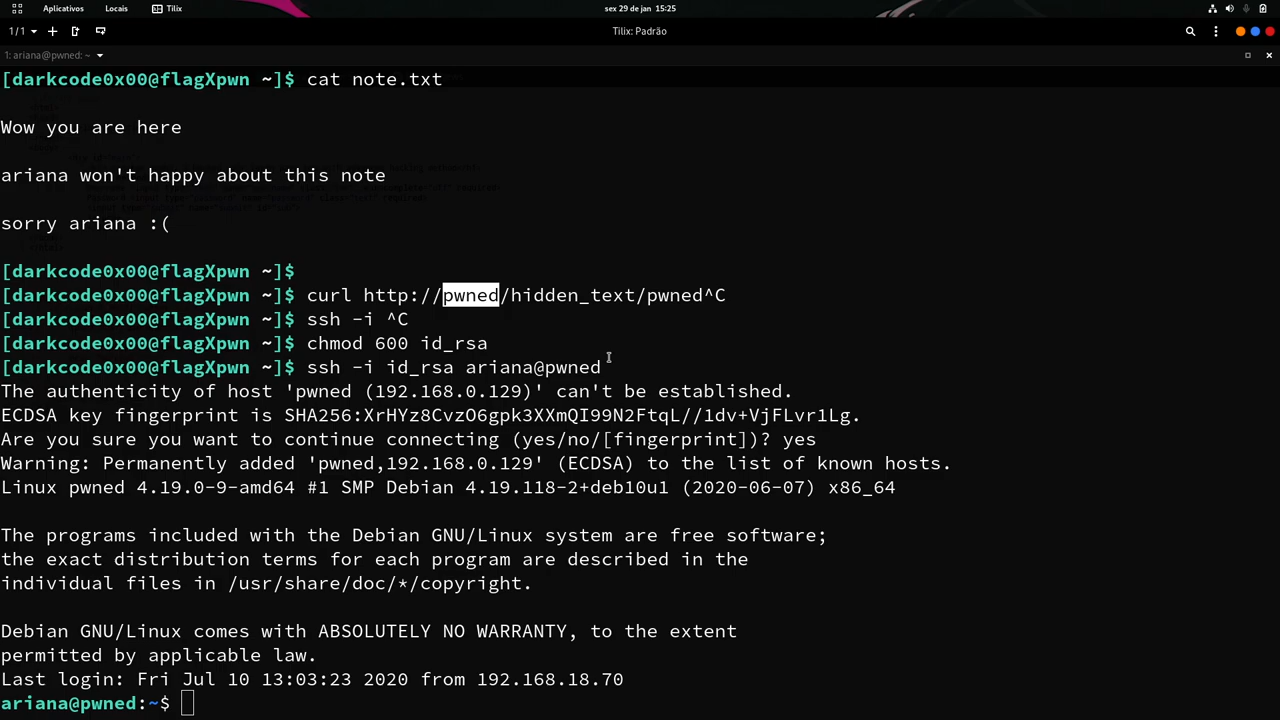 Aplicativos Locais Tilix sex 29 de jan 15:25
1/1 Tilix: Padrão
1: ariana@pwned: ~
[darkcode0x00@flagXpwn ~]$ cat note.txt
Wow you are here
ariana won't happy about this note
sorry ariana :(
[darkcode0x00@flagXpwn ~]$
[darkcode0x00@flagXpwn ~]$ curl http://pwned/hidden_text/pwned^C
[darkcode0x00@flagXpwn ~]$ ssh -i ^C
[darkcode0x00@flagXpwn ~]$ chmod 600 id_rsa
[darkcode0x00@flagXpwn ~]$ ssh -i id_rsa ariana@pwned
The authenticity of host 'pwned (192.168.0.129)' can't be established.
ECDSA key fingerprint is SHA256:XrHYz8CvzO6gpk3XXmQI99N2FtqL//1dv+VjFLvr1Lg.
Are you sure you want to continue connecting (yes/no/[fingerprint])? yes
Warning: Permanently added 'pwned,192.168.0.129' (ECDSA) to the list of known hosts.
Linux pwned 4.19.0-9-amd64 #1 SMP Debian 4.19.118-2+deb10u1 (2020-06-07) x86_64
The programs included with the Debian GNU/Linux system are free software;
the exact distribution terms for each program are described in the
individual files in /usr/share/doc/*/copyright.
Debian GNU/Linux comes with ABSOLUTELY NO WARRANTY, to the extent
permitted by applicable law.
Last login: Fri Jul 10 13:03:23 2020 from 192.168.18.70
ariana@pwned:~$